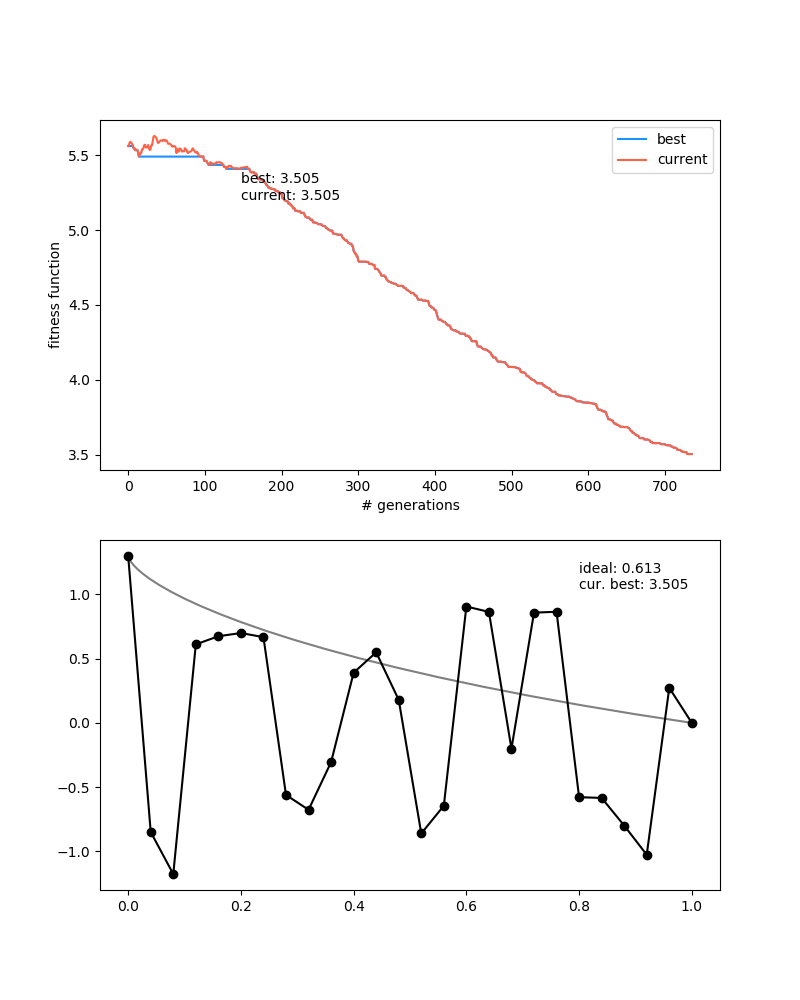 5.5
5.0
4.5
4.0
3.5
fitness function
best
current
best: 3.505
current: 3.505
0 100 200 300 400 500 600 700
# generations
1.0
0.5
0.0
−0.5
−1.0
ideal: 0.613
cur. best: 3.505
0.0 0.2 0.4 0.6 0.8 1.0